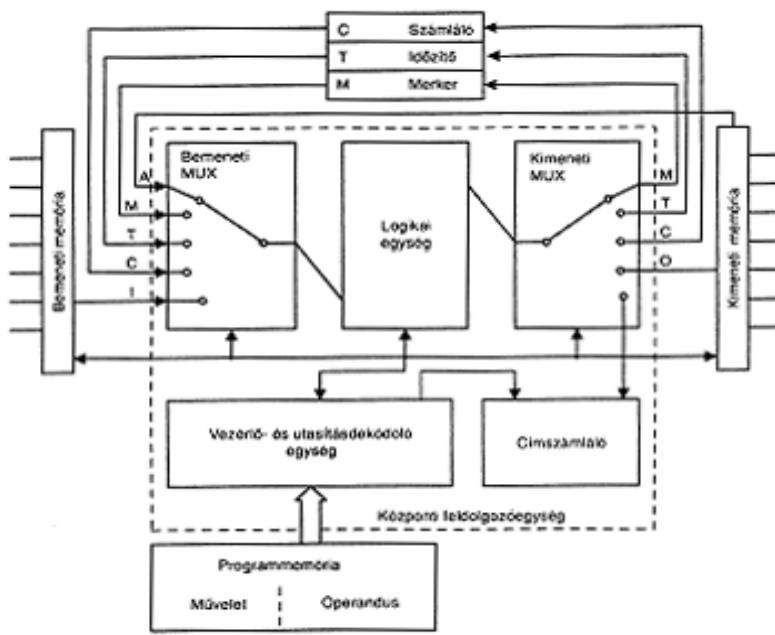 C Számláló
T Időzítő
M Merker
Bemeneti
MUX
Logikai
egység
Kimeneti
MUX
A
M
T
C
I
M
T
C
O
Bemeneti memória
Kimeneti memória
Vezérlő- és utasításdekódoló
egység
Címszámláló
Központi feldolgozóegység
Programmemória
Művelet
Operandus